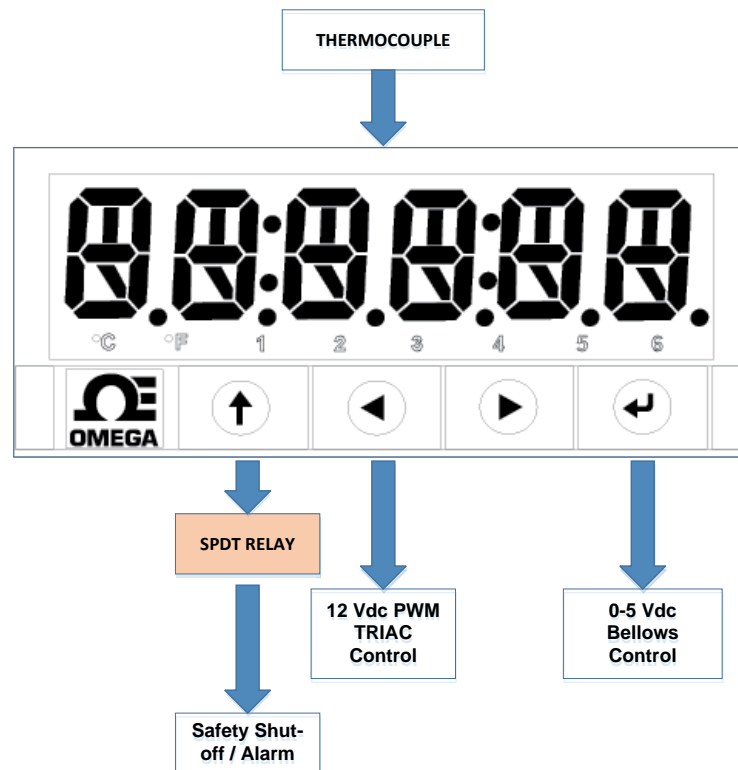 THERMOCOUPLE
°C °F 1 2 3 4 5 6
OMEGA
SPDT RELAY
12 Vdc PWM
TRIAC
Control
0-5 Vdc
Bellows
Control
Safety Shut-
off / Alarm